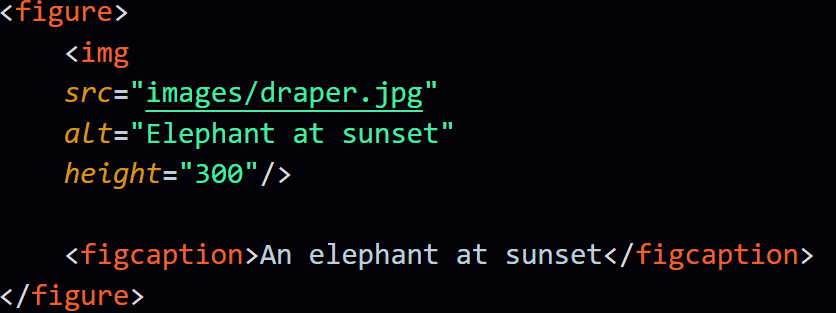 <figure>
<img
src="images/draper.jpg"
alt="Elephant at sunset"
height="300"/>
<figcaption>An elephant at sunset</figcaption>
</figure>